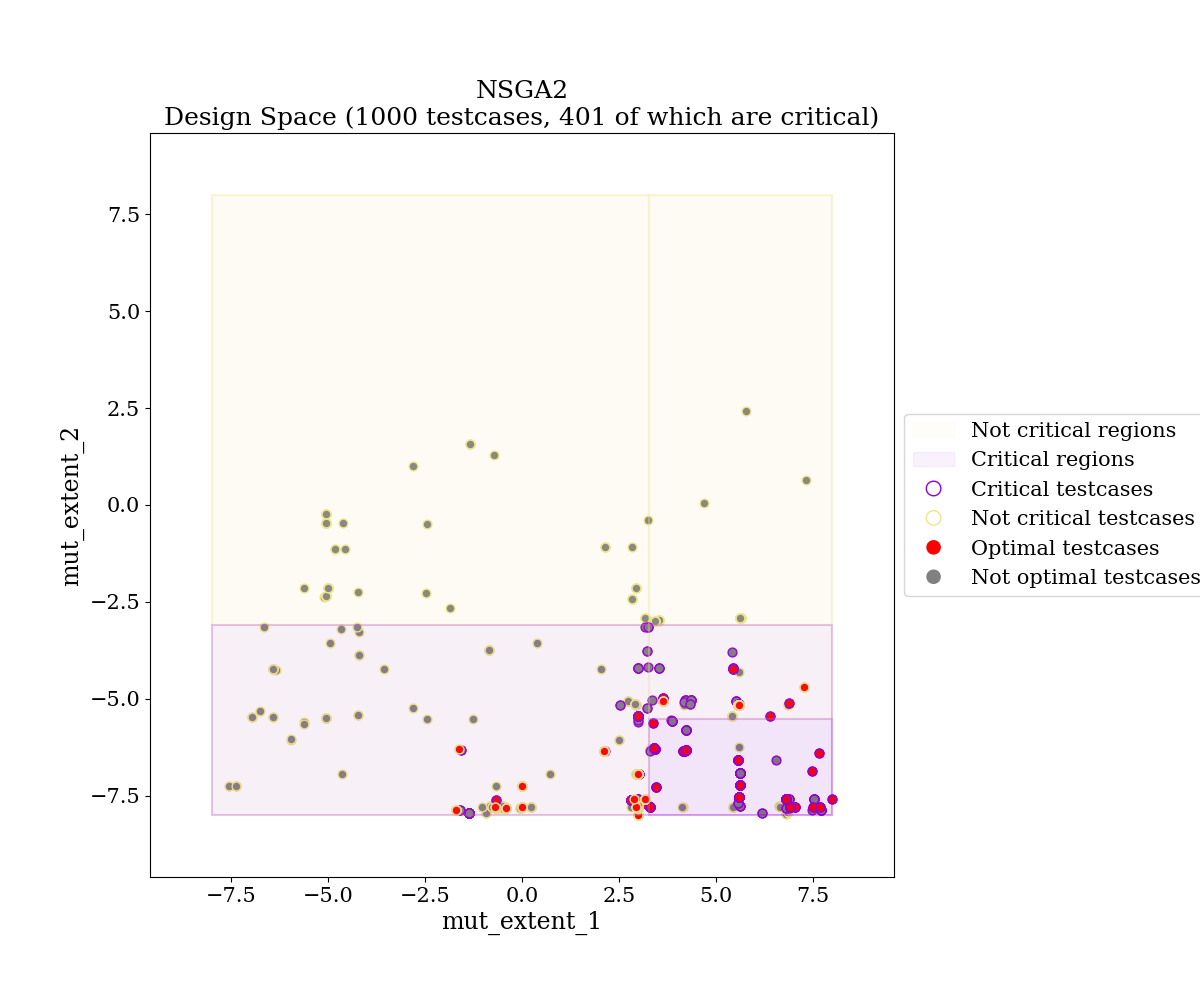 NSGA2
Design Space (1000 testcases, 401 of which are critical)
7.5
5.0
2.5
0.0
−2.5
−5.0
−7.5
mut_extent_2
−7.5
−5.0
−2.5
0.0
2.5
5.0
7.5
mut_extent_1
Not critical regions
Critical regions
Critical testcases
Not critical testcases
Optimal testcases
Not optimal testcases